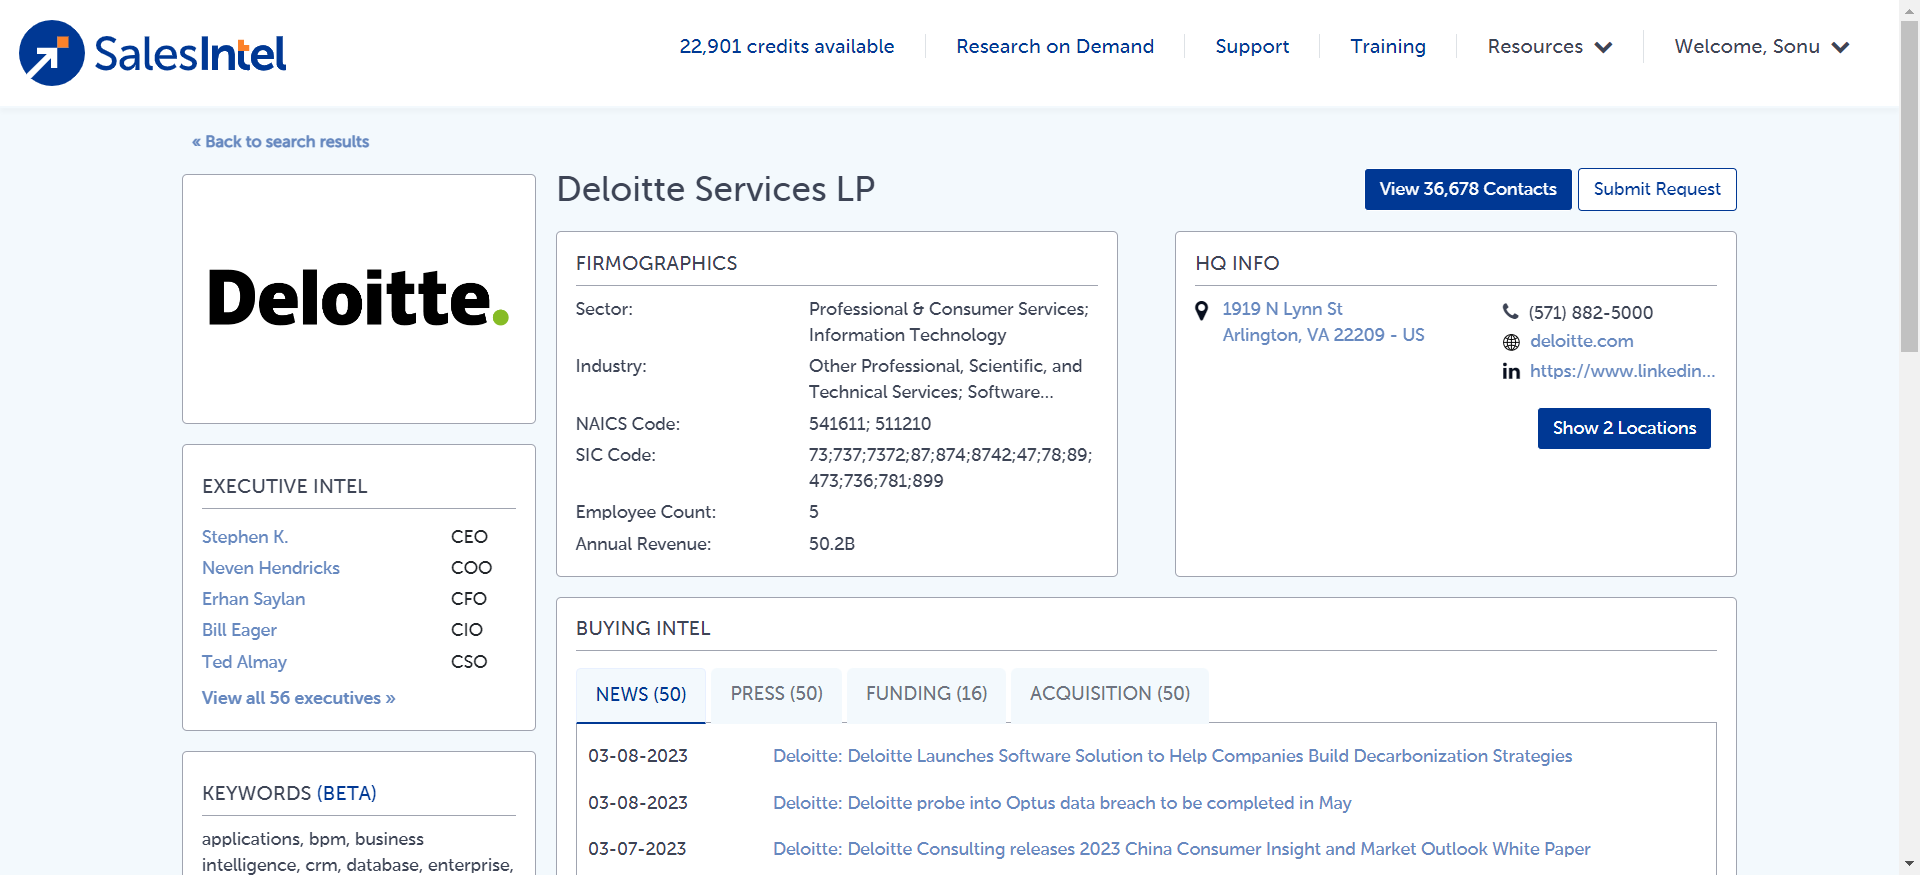 SalesIntel
22,901 credits available
Research on Demand
Support
Training
Resources
Welcome, Sonu
« Back to search results
Deloitte.
Deloitte Services LP
View 36,678 Contacts
Submit Request
FIRMOGRAPHICS
Sector: Professional & Consumer Services;
Information Technology
Industry: Other Professional, Scientific, and
Technical Services; Software...
NAICS Code: 541611; 511210
SIC Code: 73;737;7372;87;874;8742;47;78;89;
473;736;781;899
Employee Count: 5
Annual Revenue: 50.2B
HQ INFO
1919 N Lynn St
Arlington, VA 22209 - US
(571) 882-5000
deloitte.com
in https://www.linkedin...
Show 2 Locations
EXECUTIVE INTEL
Stephen K. CEO
Neven Hendricks COO
Erhan Saylan CFO
Bill Eager CIO
Ted Almay CSO
View all 56 executives »
KEYWORDS (BETA)
applications, bpm, business
intelligence, crm, database, enterprise,
BUYING INTEL
NEWS (50)
PRESS (50)
FUNDING (16)
ACQUISITION (50)
03-08-2023 Deloitte: Deloitte Launches Software Solution to Help Companies Build Decarbonization Strategies
03-08-2023 Deloitte: Deloitte probe into Optus data breach to be completed in May
03-07-2023 Deloitte: Deloitte Consulting releases 2023 China Consumer Insight and Market Outlook White Paper